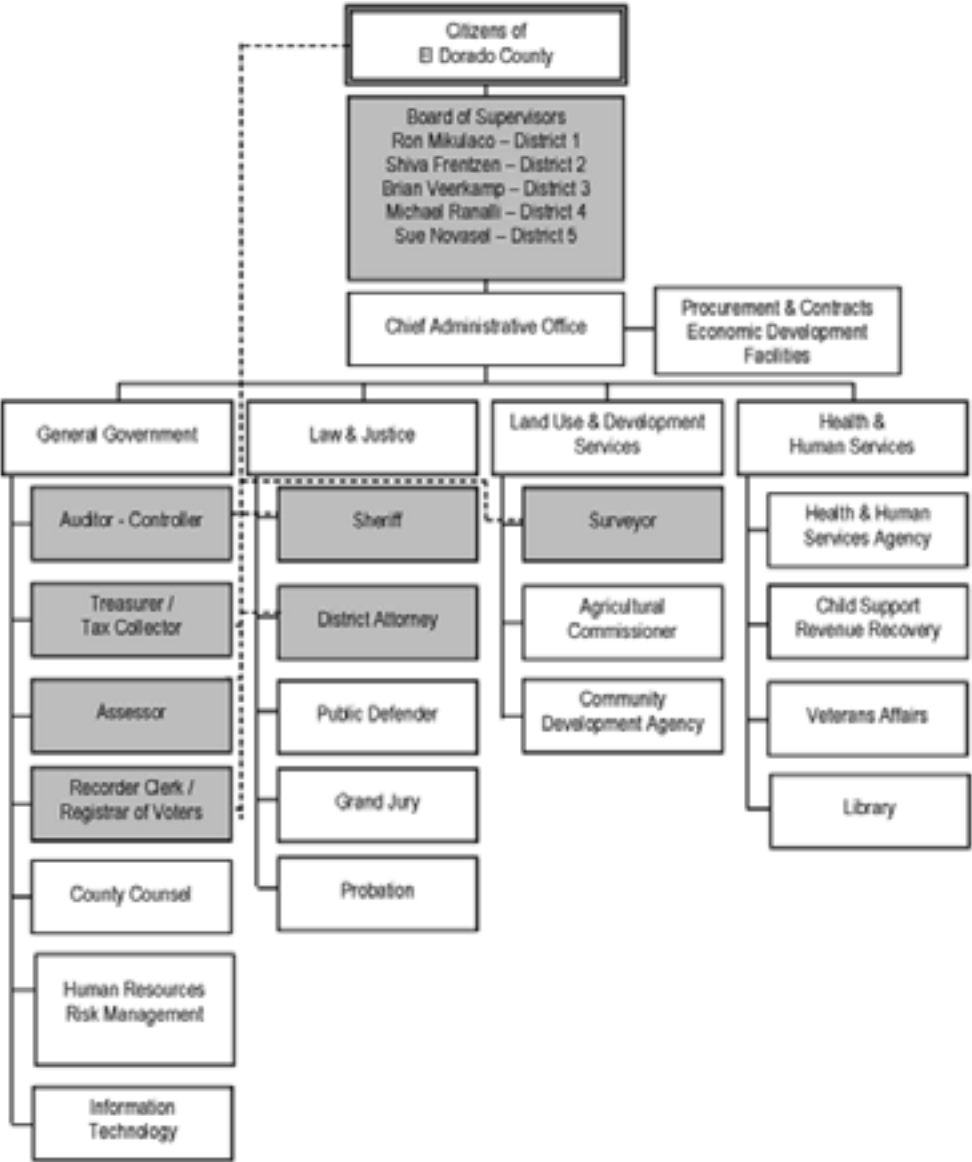 Citizens of
El Dorado County
Board of Supervisors
Ron Mikulaco – District 1
Shiva Frentzen – District 2
Brian Veerkamp – District 3
Michael Ranalli – District 4
Sue Novasel – District 5
Chief Administrative Office
Procurement & Contracts
Economic Development
Facilities
General Government
Auditor - Controller
Treasurer /
Tax Collector
Assessor
Recorder Clerk /
Registrar of Voters
County Counsel
Human Resources
Risk Management
Information
Technology
Law & Justice
Sheriff
District Attorney
Public Defender
Grand Jury
Probation
Land Use & Development
Services
Surveyor
Agricultural
Commissioner
Community
Development Agency
Health &
Human Services
Health & Human
Services Agency
Child Support
Revenue Recovery
Veterans Affairs
Library